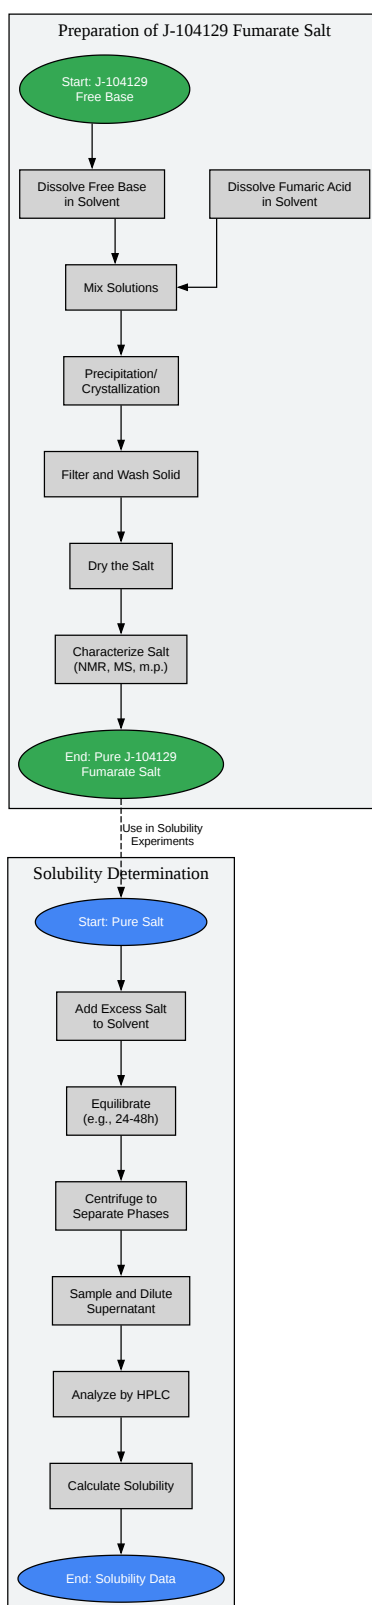 Preparation of J-104129 Fumarate Salt
Start: J-104129
Free Base
Dissolve Free Base
in Solvent
Dissolve Fumaric Acid
in Solvent
Mix Solutions
Precipitation/
Crystallization
Filter and Wash Solid
Dry the Salt
Characterize Salt
(NMR, MS, m.p.)
End: Pure J-104129
Fumarate Salt
Use in Solubility
Experiments
Solubility Determination
Start: Pure Salt
Add Excess Salt
to Solvent
Equilibrate
(e.g., 24-48h)
Centrifuge to
Separate Phases
Sample and Dilute
Supernatant
Analyze by HPLC
Calculate Solubility
End: Solubility Data